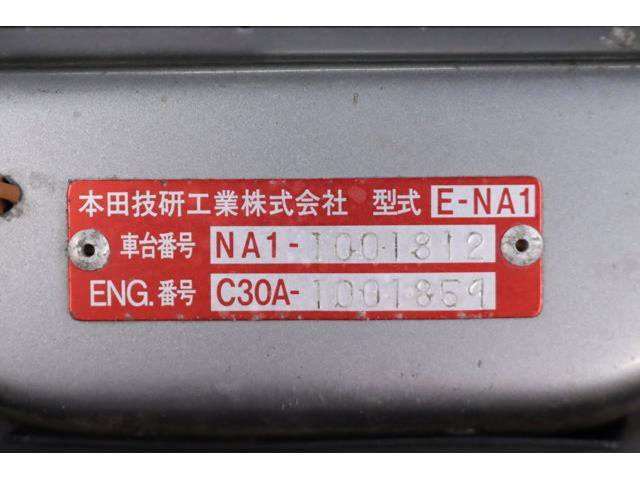 本田技研工業株式会社 型式 E-NA1
車台番号 NA1-1001812
ENG.番号 C30A-1001859